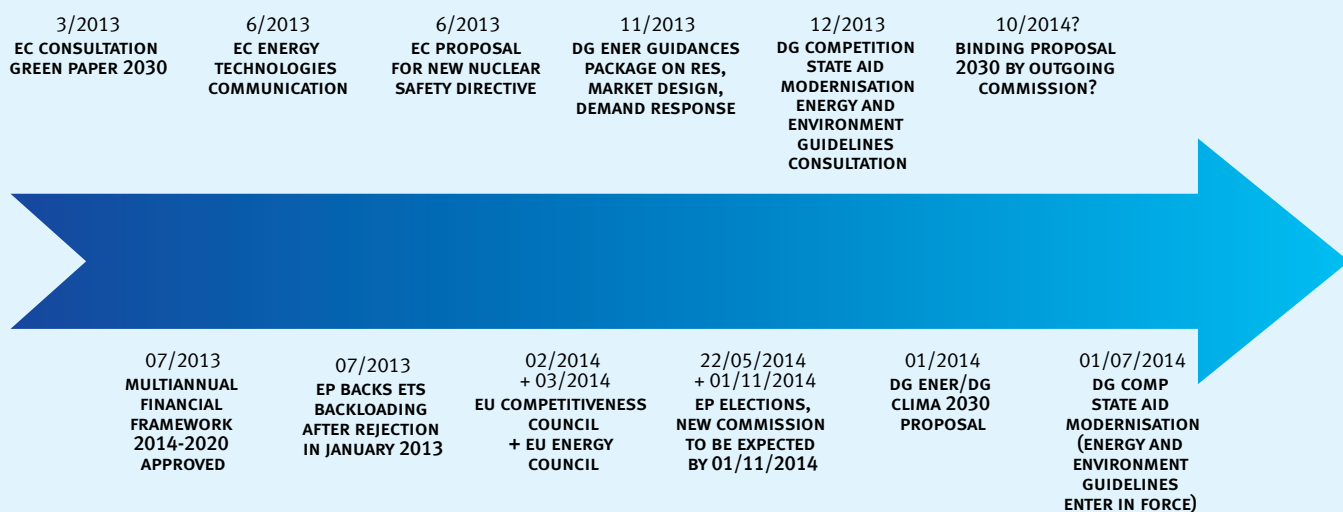 3/2013
EC CONSULTATION
GREEN PAPER 2030
6/2013
EC ENERGY
TECHNOLOGIES
COMMUNICATION
6/2013
EC PROPOSAL
FOR NEW NUCLEAR
SAFETY DIRECTIVE
11/2013
DG ENER GUIDANCES
PACKAGE ON RES,
MARKET DESIGN,
DEMAND RESPONSE
12/2013
DG COMPETITION
STATE AID
MODERNISATION
ENERGY AND
ENVIRONMENT
GUIDELINES
CONSULTATION
10/2014?
BINDING PROPOSAL
2030 BY OUTGOING
COMMISSION?
07/2013
MULTIANNUAL
FINANCIAL
FRAMEWORK
2014-2020
APPROVED
07/2013
EP BACKS ETS
BACKLOADING
AFTER REJECTION
IN JANUARY 2013
02/2014
+ 03/2014
EU COMPETITIVENESS
COUNCIL
+ EU ENERGY
COUNCIL
22/05/2014
+ 01/11/2014
EP ELECTIONS,
NEW COMMISSION
TO BE EXPECTED
BY 01/11/2014
01/2014
DG ENER/DG
CLIMA 2030
PROPOSAL
01/07/2014
DG COMP
STATE AID
MODERNISATION
(ENERGY AND
ENVIRONMENT
GUIDELINES
ENTER IN FORCE)